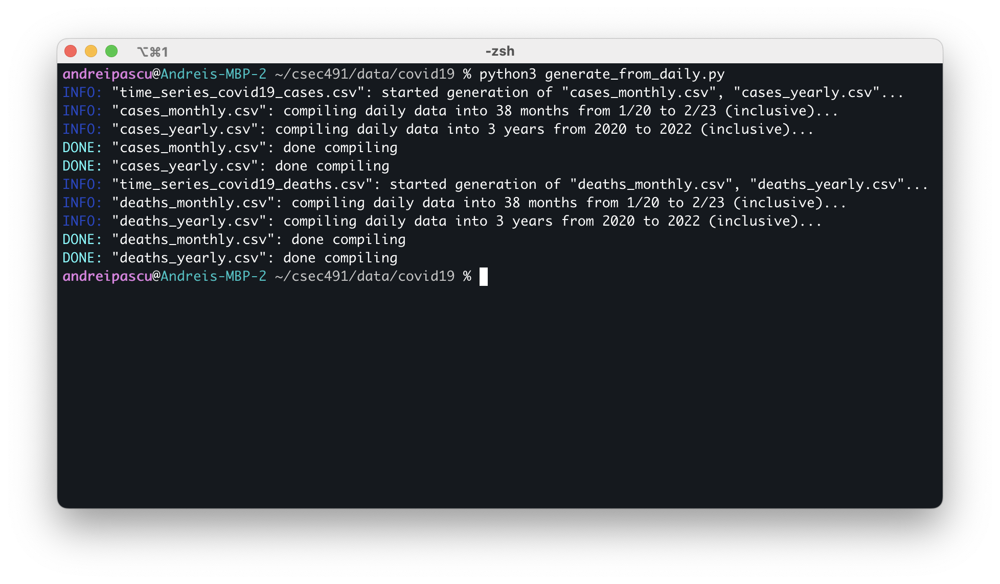 ⌥⌘1
-zsh
andreipascu@Andreis-MBP-2 ~/csec491/data/covid19 % python3 generate_from_daily.py
INFO: "time_series_covid19_cases.csv": started generation of "cases_monthly.csv", "cases_yearly.csv"...
INFO: "cases_monthly.csv": compiling daily data into 38 months from 1/20 to 2/23 (inclusive)...
INFO: "cases_yearly.csv": compiling daily data into 3 years from 2020 to 2022 (inclusive)...
DONE: "cases_monthly.csv": done compiling
DONE: "cases_yearly.csv": done compiling
INFO: "time_series_covid19_deaths.csv": started generation of "deaths_monthly.csv", "deaths_yearly.csv"...
INFO: "deaths_monthly.csv": compiling daily data into 38 months from 1/20 to 2/23 (inclusive)...
INFO: "deaths_yearly.csv": compiling daily data into 3 years from 2020 to 2022 (inclusive)...
DONE: "deaths_monthly.csv": done compiling
DONE: "deaths_yearly.csv": done compiling
andreipascu@Andreis-MBP-2 ~/csec491/data/covid19 %